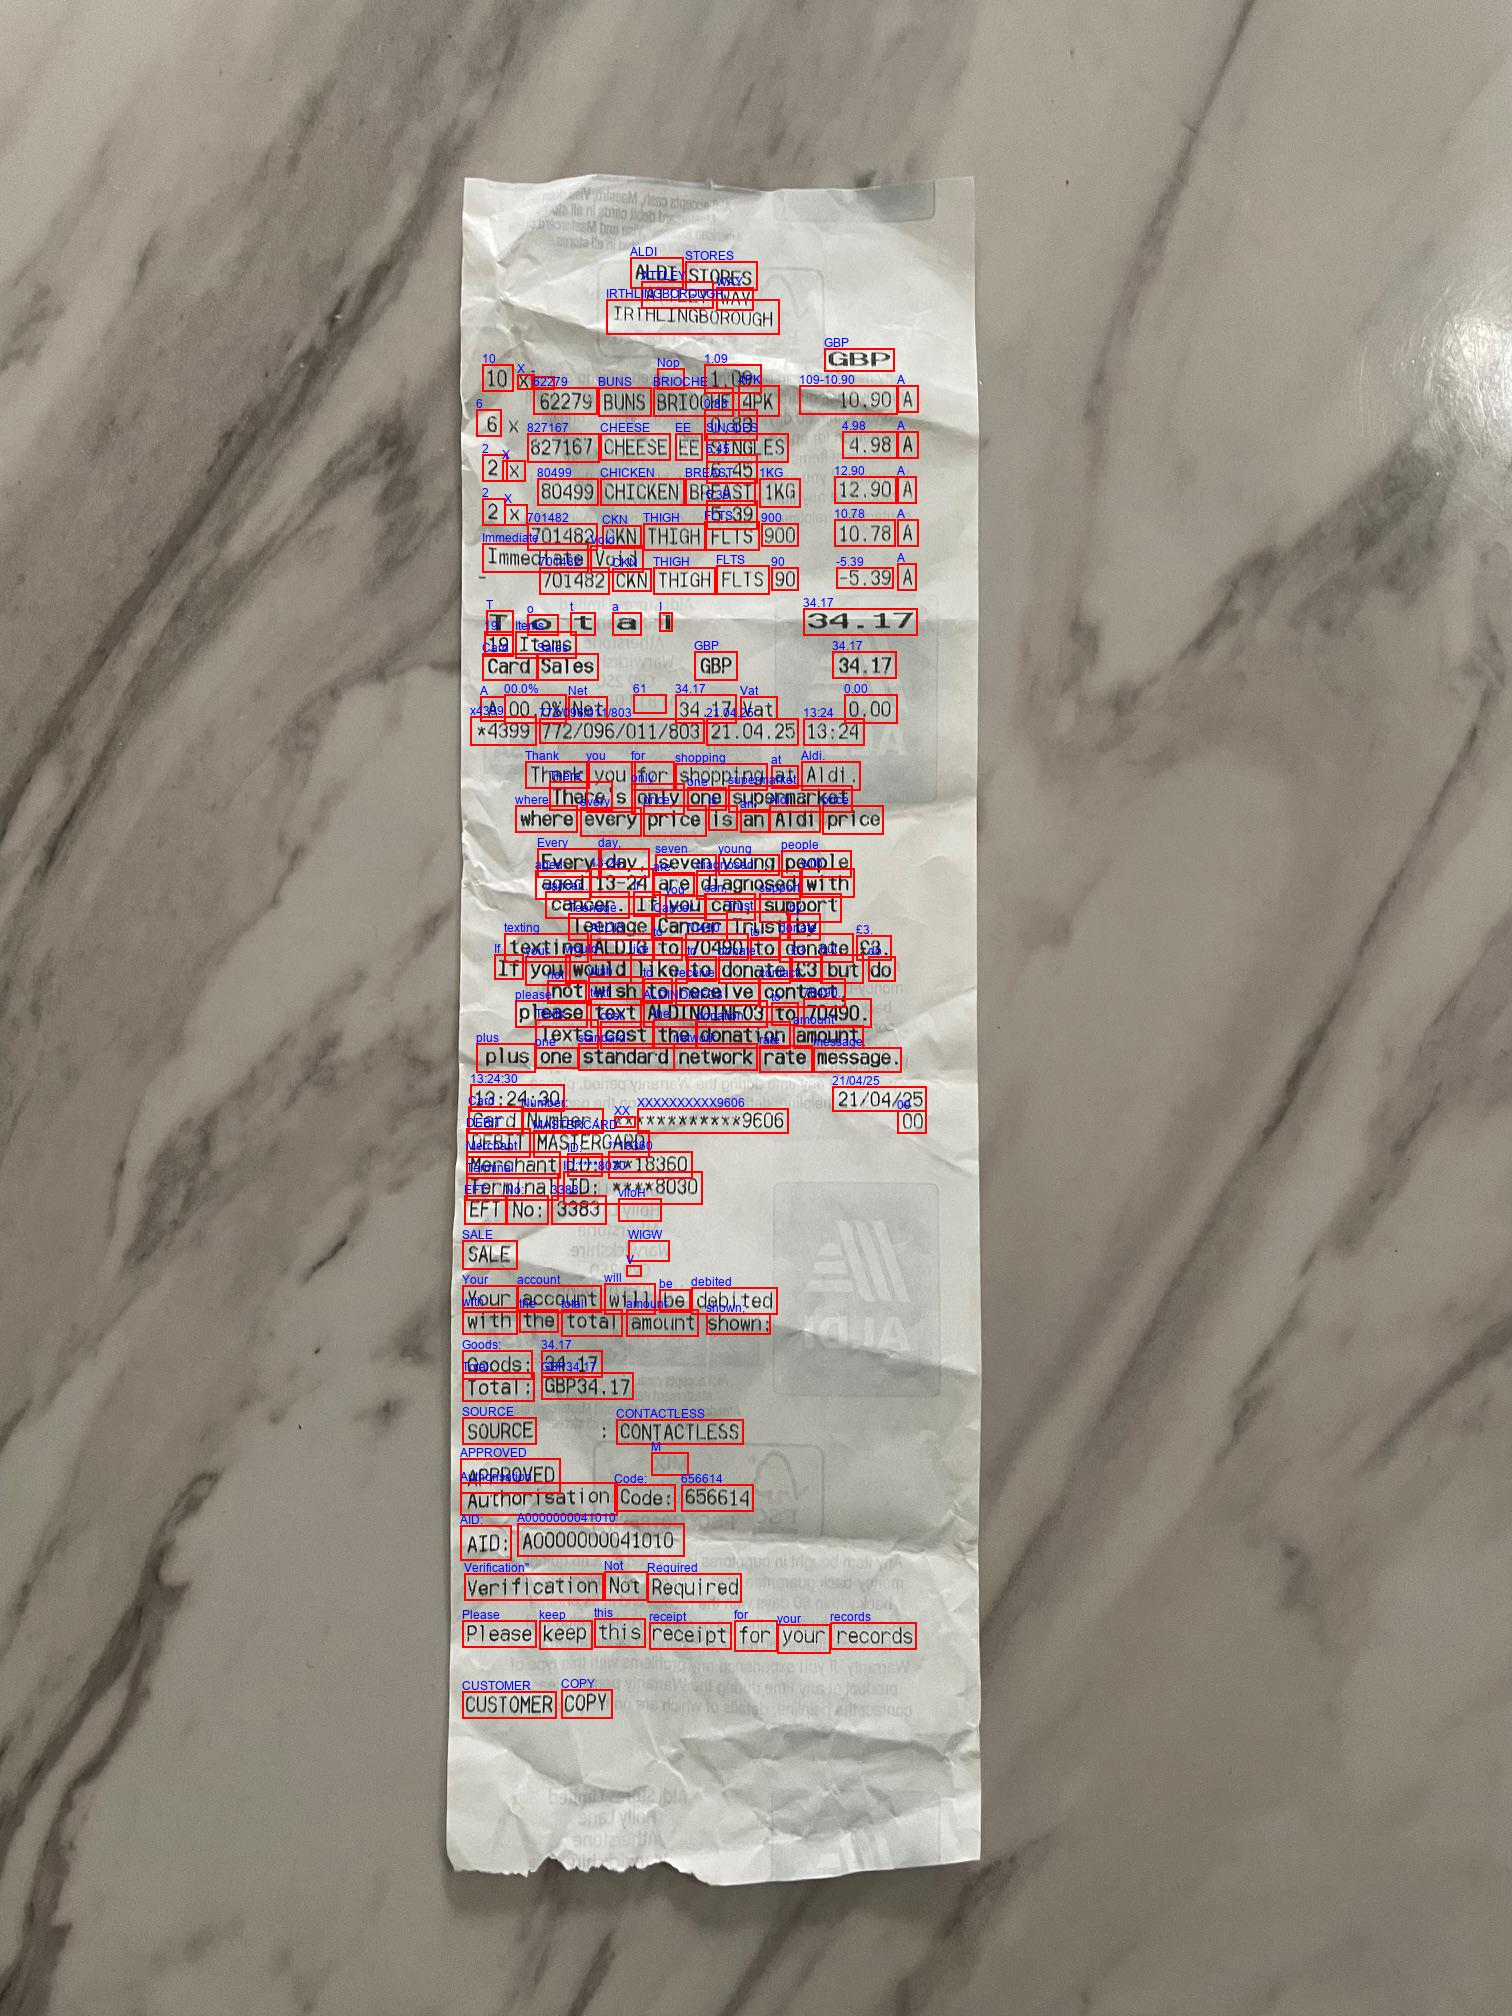 ALDI STORES
ATTLEY WAY
IRTHLINGBOROUGH
GBP
10 x 1.09
62279 BUNS BRIOCHE 4PK 10.90 A
6 x 0.83
827167 CHEESE EE SINGLES 4.98 A
2 x 6.45
80499 CHICKEN BREAST 1KG 12.90 A
2 x 5.39
701482 CKN THIGH FLTS 900 10.78 A
Immediate Void
- 701482 CKN THIGH FLTS 90 -5.39 A
Total 34.17
19 Items
Card Sales GBP 34.17
A 00.0% Net 34.17 Vat 0.00
*4399 772/096/011/803 21.04.25 13:24
Thank you for shopping at Aldi.
There's only one supermarket
where every price is an Aldi price
Every day, seven young people
aged 13-24 are diagnosed with
cancer. If you can, support
Teenage Cancer Trust by
texting ALDI3 to 70490 to donate £3.
If you would like to donate £3 but do
not wish to receive contact,
please text ALDINOINFO3 to 70490.
Texts cost the donation amount
plus one standard network rate message.
13:24:30 21/04/25
Card Number: ************9606 00
DEBIT MASTERCARD
Merchant ID: **18360
Terminal ID: ****8030
EFT No: 3383
SALE
Your account will be debited
with the total amount shown:
Goods: 34.17
Total: GBP34.17
SOURCE : CONTACTLESS
APPROVED
Authorisation Code: 656614
AID: A0000000041010
Verification Not Required
Please keep this receipt for your records
CUSTOMER COPY